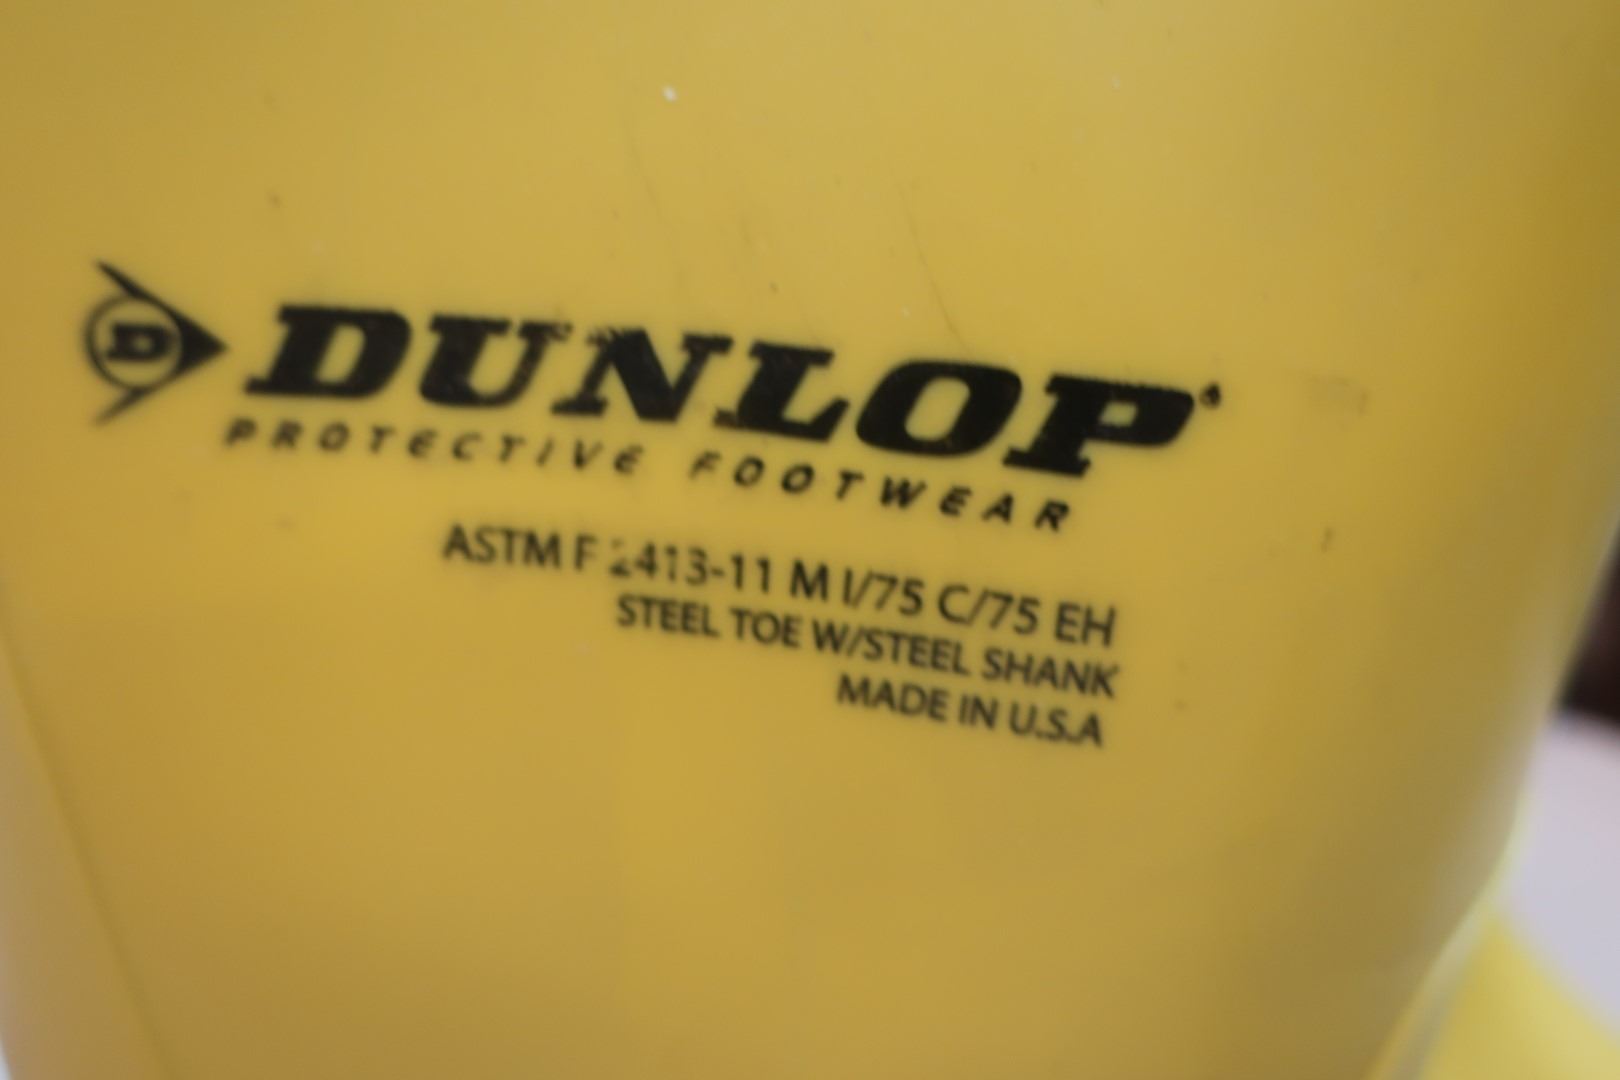 D DUNLOP®
PROTECTIVE FOOTWEAR
ASTM F 2413-11 M I/75 C/75 EH
STEEL TOE W/STEEL SHANK
MADE IN U.S.A